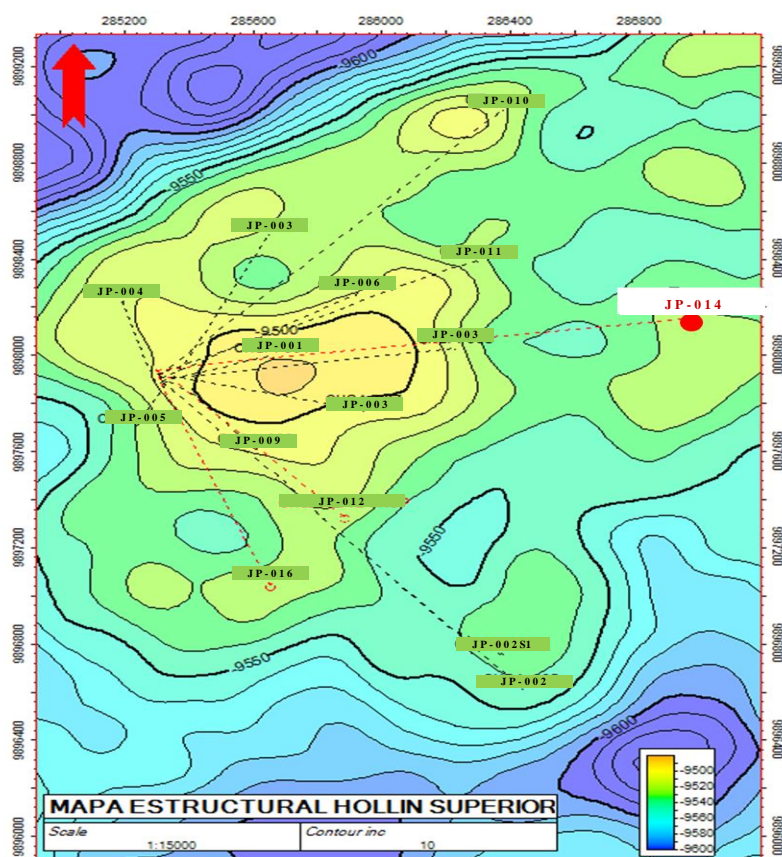 285200 285600 286000 286400 286800
9899200
9898800
9898400
9898000
9897600
9897200
9896800
9896400
9896000
-9600
JP-010
-9550
JP-003
JP-011
JP-004
JP-006
JP-014
-9500
JP-003
JP-001
JP-003
JP-005
JP-009
JP-012
-9550
JP-016
JP-002S1
-9550
JP-002
-9600
-9500
-9520
-9540
-9560
-9580
-9600
MAPA ESTRUCTURAL HOLLIN SUPERIOR
Scale Contour inc
1:15000 10